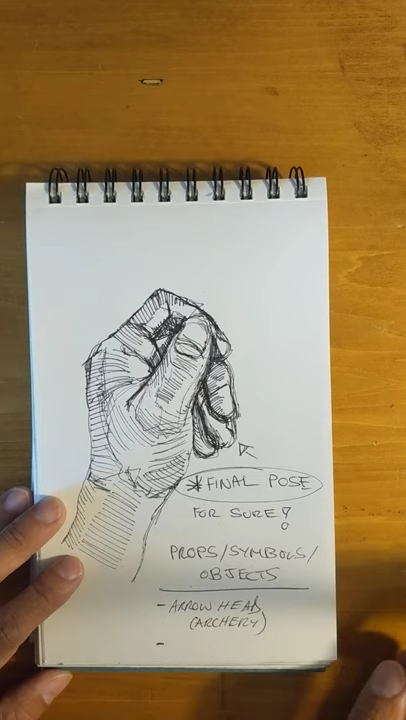 *FINAL POSE
FOR SURE!
PROPS/SYMBOLS/
OBJECTS
- ARROW HEAD
(ARCHERY)
-